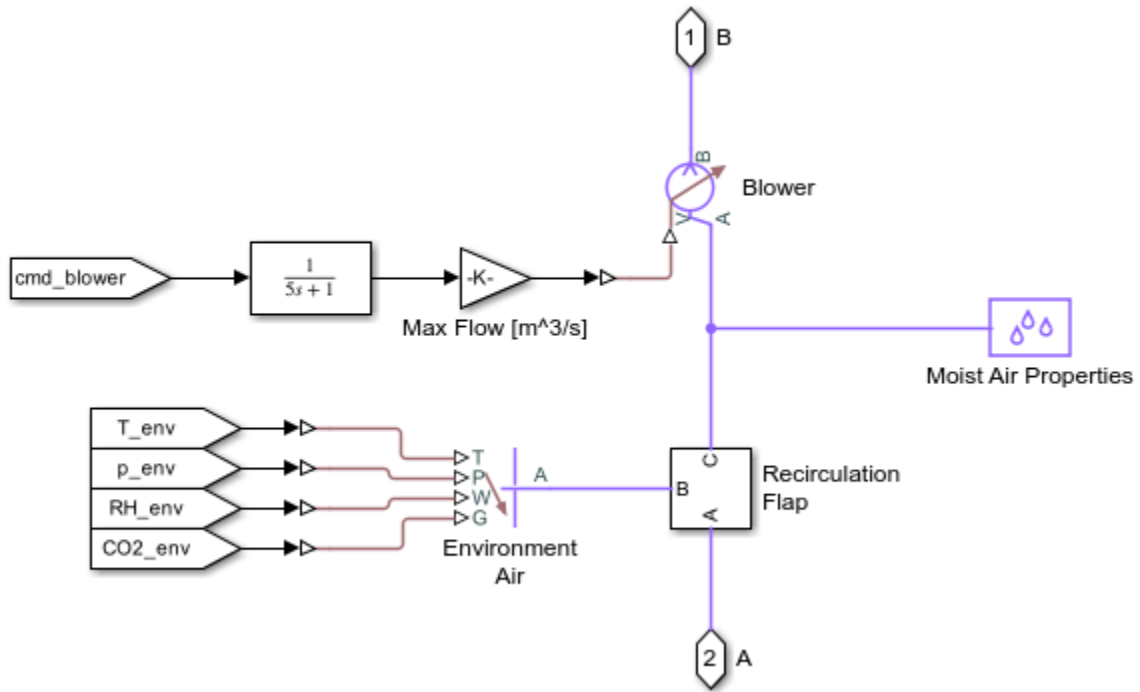 1 B
B
Blower
V A
cmd_blower
1
5s + 1
-K-
Max Flow [m^3/s]
Moist Air Properties
T_env
p_env
RH_env
CO2_env
T
P
W
G
A
Environment
Air
C
B
A
Recirculation
Flap
2 A